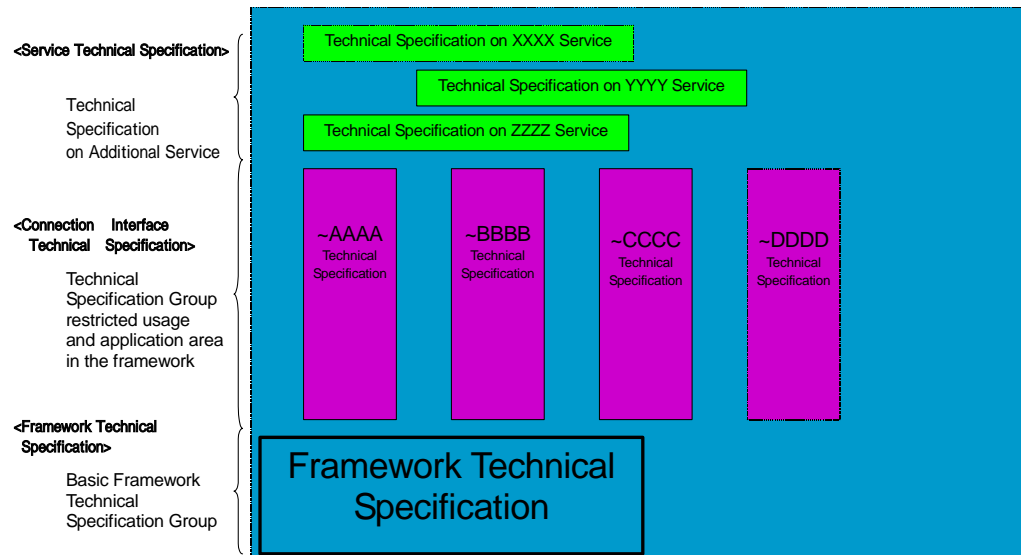 <Service Technical Specification>
Technical
Specification
on Additional Service
<Connection Interface
Technical Specification>
Technical
Specification Group
restricted usage
and application area
in the framework
<Framework Technical
Specification>
Basic Framework
Technical
Specification Group
Technical Specification on XXXX Service
Technical Specification on YYYY Service
Technical Specification on ZZZZ Service
~AAAA
Technical
Specification
~BBBB
Technical
Specification
~CCCC
Technical
Specification
~DDDD
Technical
Specification
Framework Technical
Specification